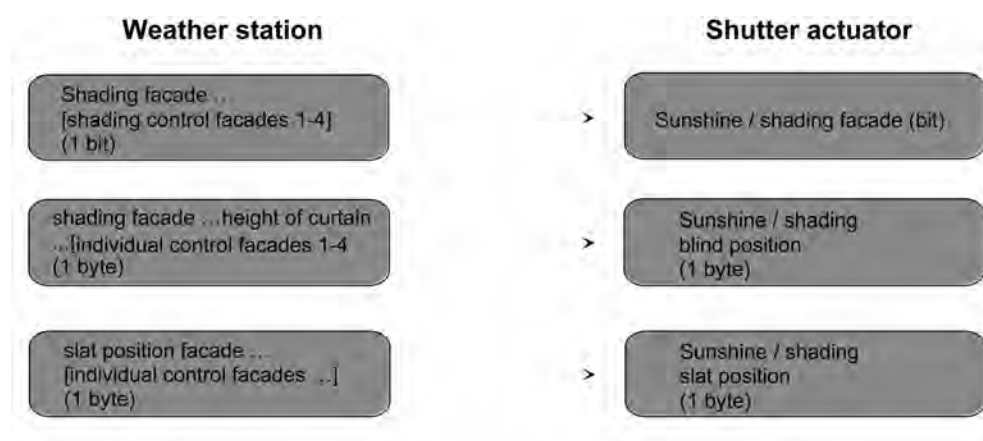 Weather station
Shutter actuator
Shading facade ...
[shading control facades 1-4]
(1 bit)
Sunshine / shading facade (bit)
shading facade ...height of curtain
...[individual control facades 1-4
(1 byte)
Sunshine / shading
blind position
(1 byte)
slat position facade ...
[individual control facades ...]
(1 byte)
Sunshine / shading
slat position
(1 byte)